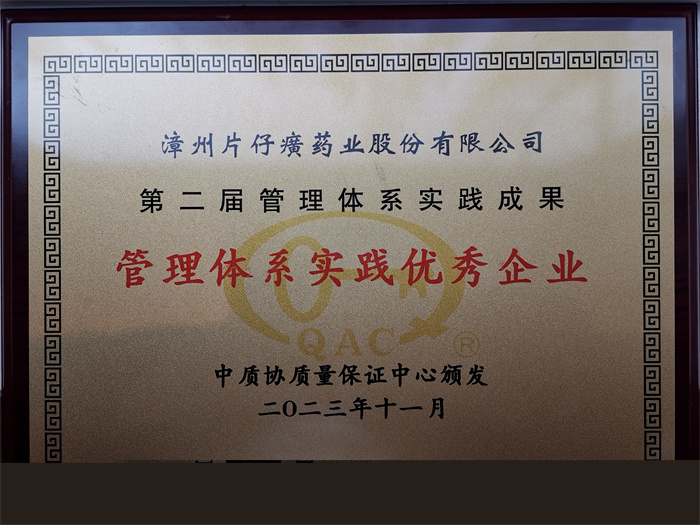 漳州片仔癀药业股份有限公司
第二届管理体系实践成果
管理体系实践优秀企业
QAC®
中质协质量保证中心颁发
二〇二三年十一月